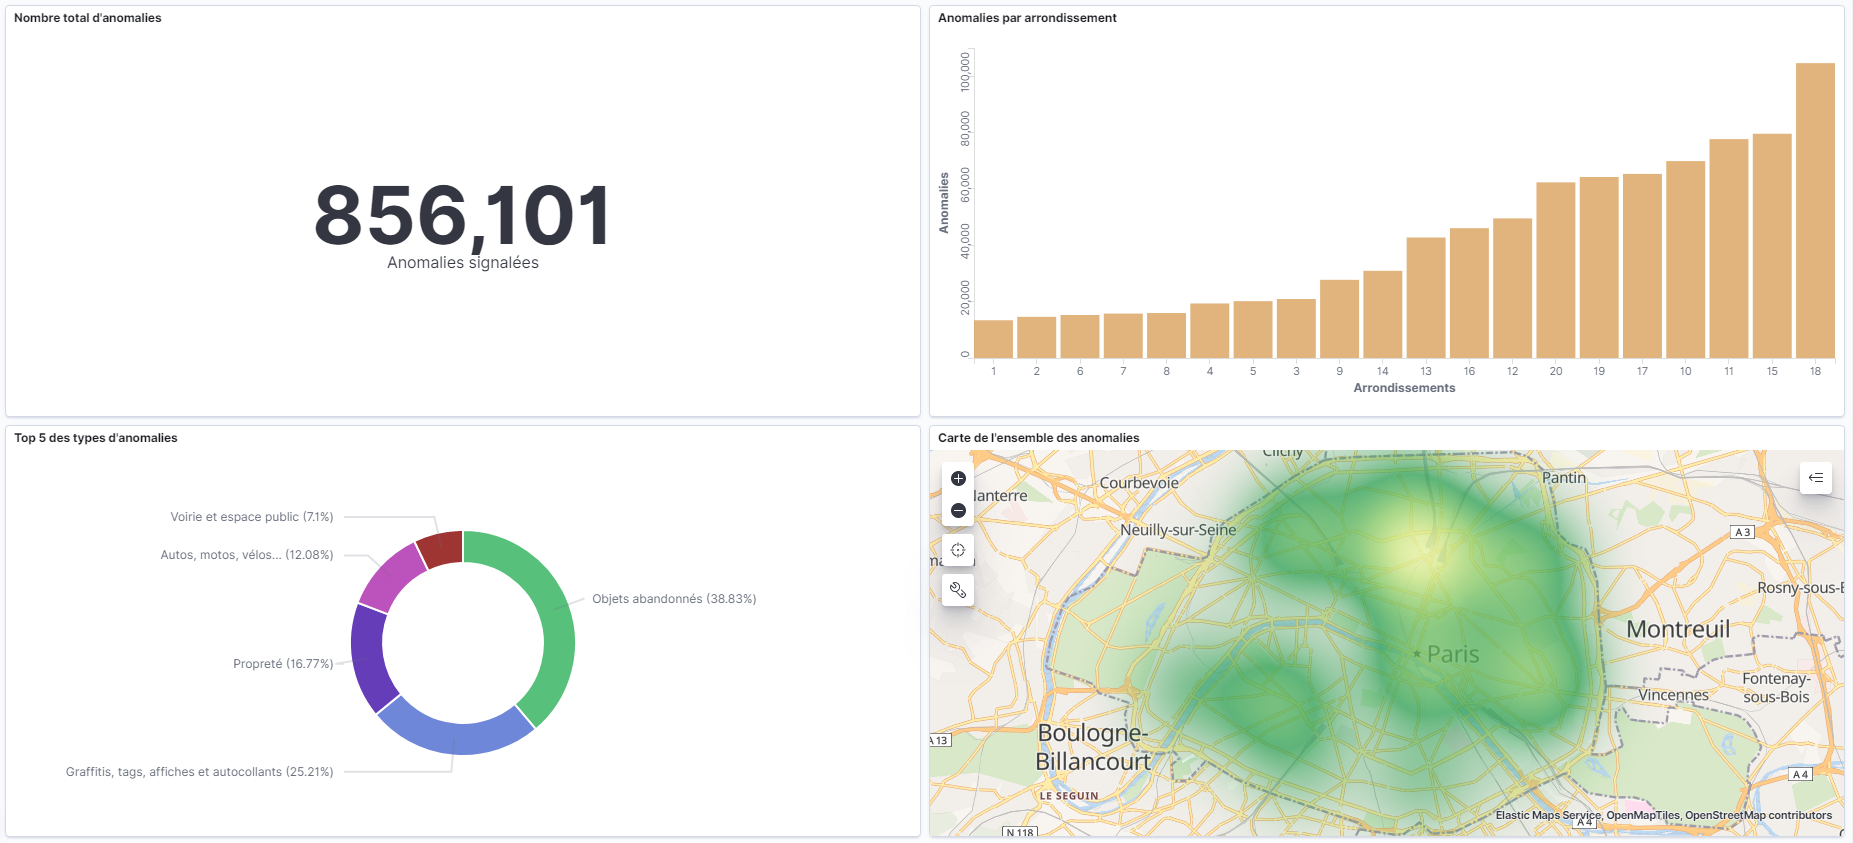 Nombre total d'anomalies
856,101
Anomalies signalées
Anomalies par arrondissement
100,000
80,000
60,000
40,000
20,000
0
Anomalies
1 2 6 7 8 4 5 3 9 14 13 16 12 20 19 17 10 11 15 18
Arrondissements
Top 5 des types d'anomalies
Voirie et espace public (7.1%)
Autos, motos, vélos... (12.08%)
Objets abandonnés (38.83%)
Propreté (16.77%)
Graffitis, tags, affiches et autocollants (25.21%)
Carte de l'ensemble des anomalies
Clichy
Courbevoie
Pantin
Nanterre
Neuilly-sur-Seine
A 3
Rosny-sous-B
Montreuil
Paris
Vincennes
Fontenay-
sous-Bois
A 13
Boulogne-
Billancourt
A 4
LE SEGUIN
Elastic Maps Service, OpenMapTiles, OpenStreetMap contributors
A 4
N 118